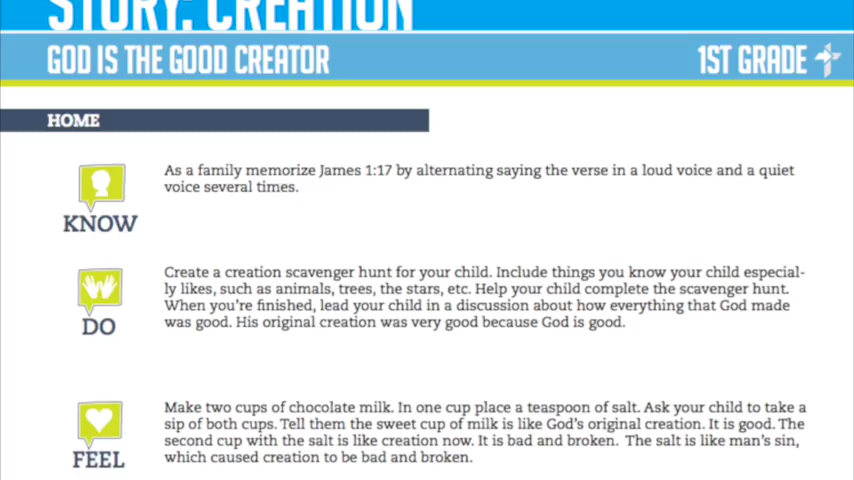 STORY: CREATION
GOD IS THE GOOD CREATOR
1ST GRADE
HOME
As a family memorize James 1:17 by alternating saying the verse in a loud voice and a quiet
voice several times.
KNOW
Create a creation scavenger hunt for your child. Include things you know your child especial-
ly likes, such as animals, trees, the stars, etc. Help your child complete the scavenger hunt.
When you're finished, lead your child in a discussion about how everything that God made
was good. His original creation was very good because God is good.
DO
Make two cups of chocolate milk. In one cup place a teaspoon of salt. Ask your child to take a
sip of both cups. Tell them the sweet cup of milk is like God's original creation. It is good. The
second cup with the salt is like creation now. It is bad and broken. The salt is like man's sin,
which caused creation to be bad and broken.
FEEL